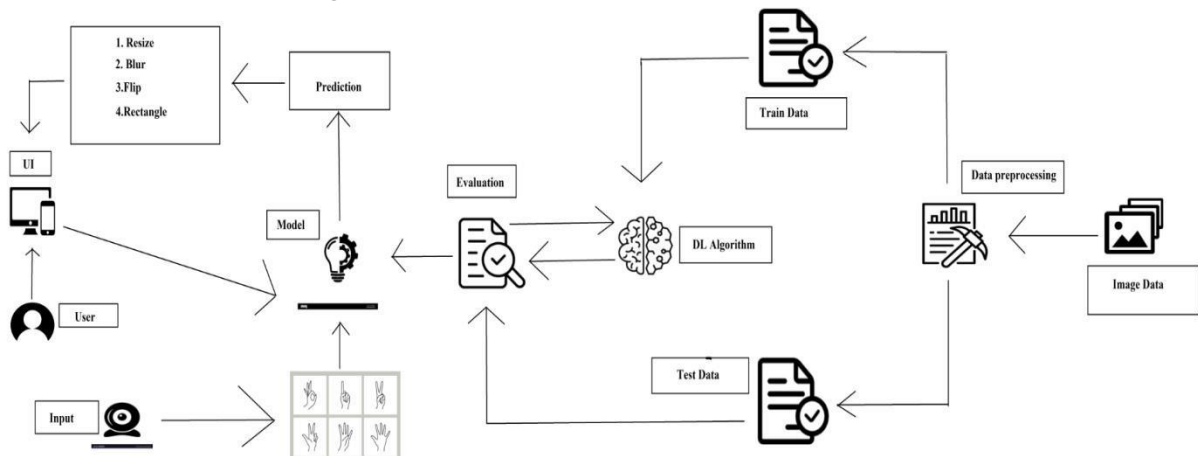 1. Resize
2. Blur
3.Flip
4.Rectangle
Prediction
Train Data
UI
Evaluation
Data preprocessing
Model
DL Algorithm
Image Data
User
Test Data
Input